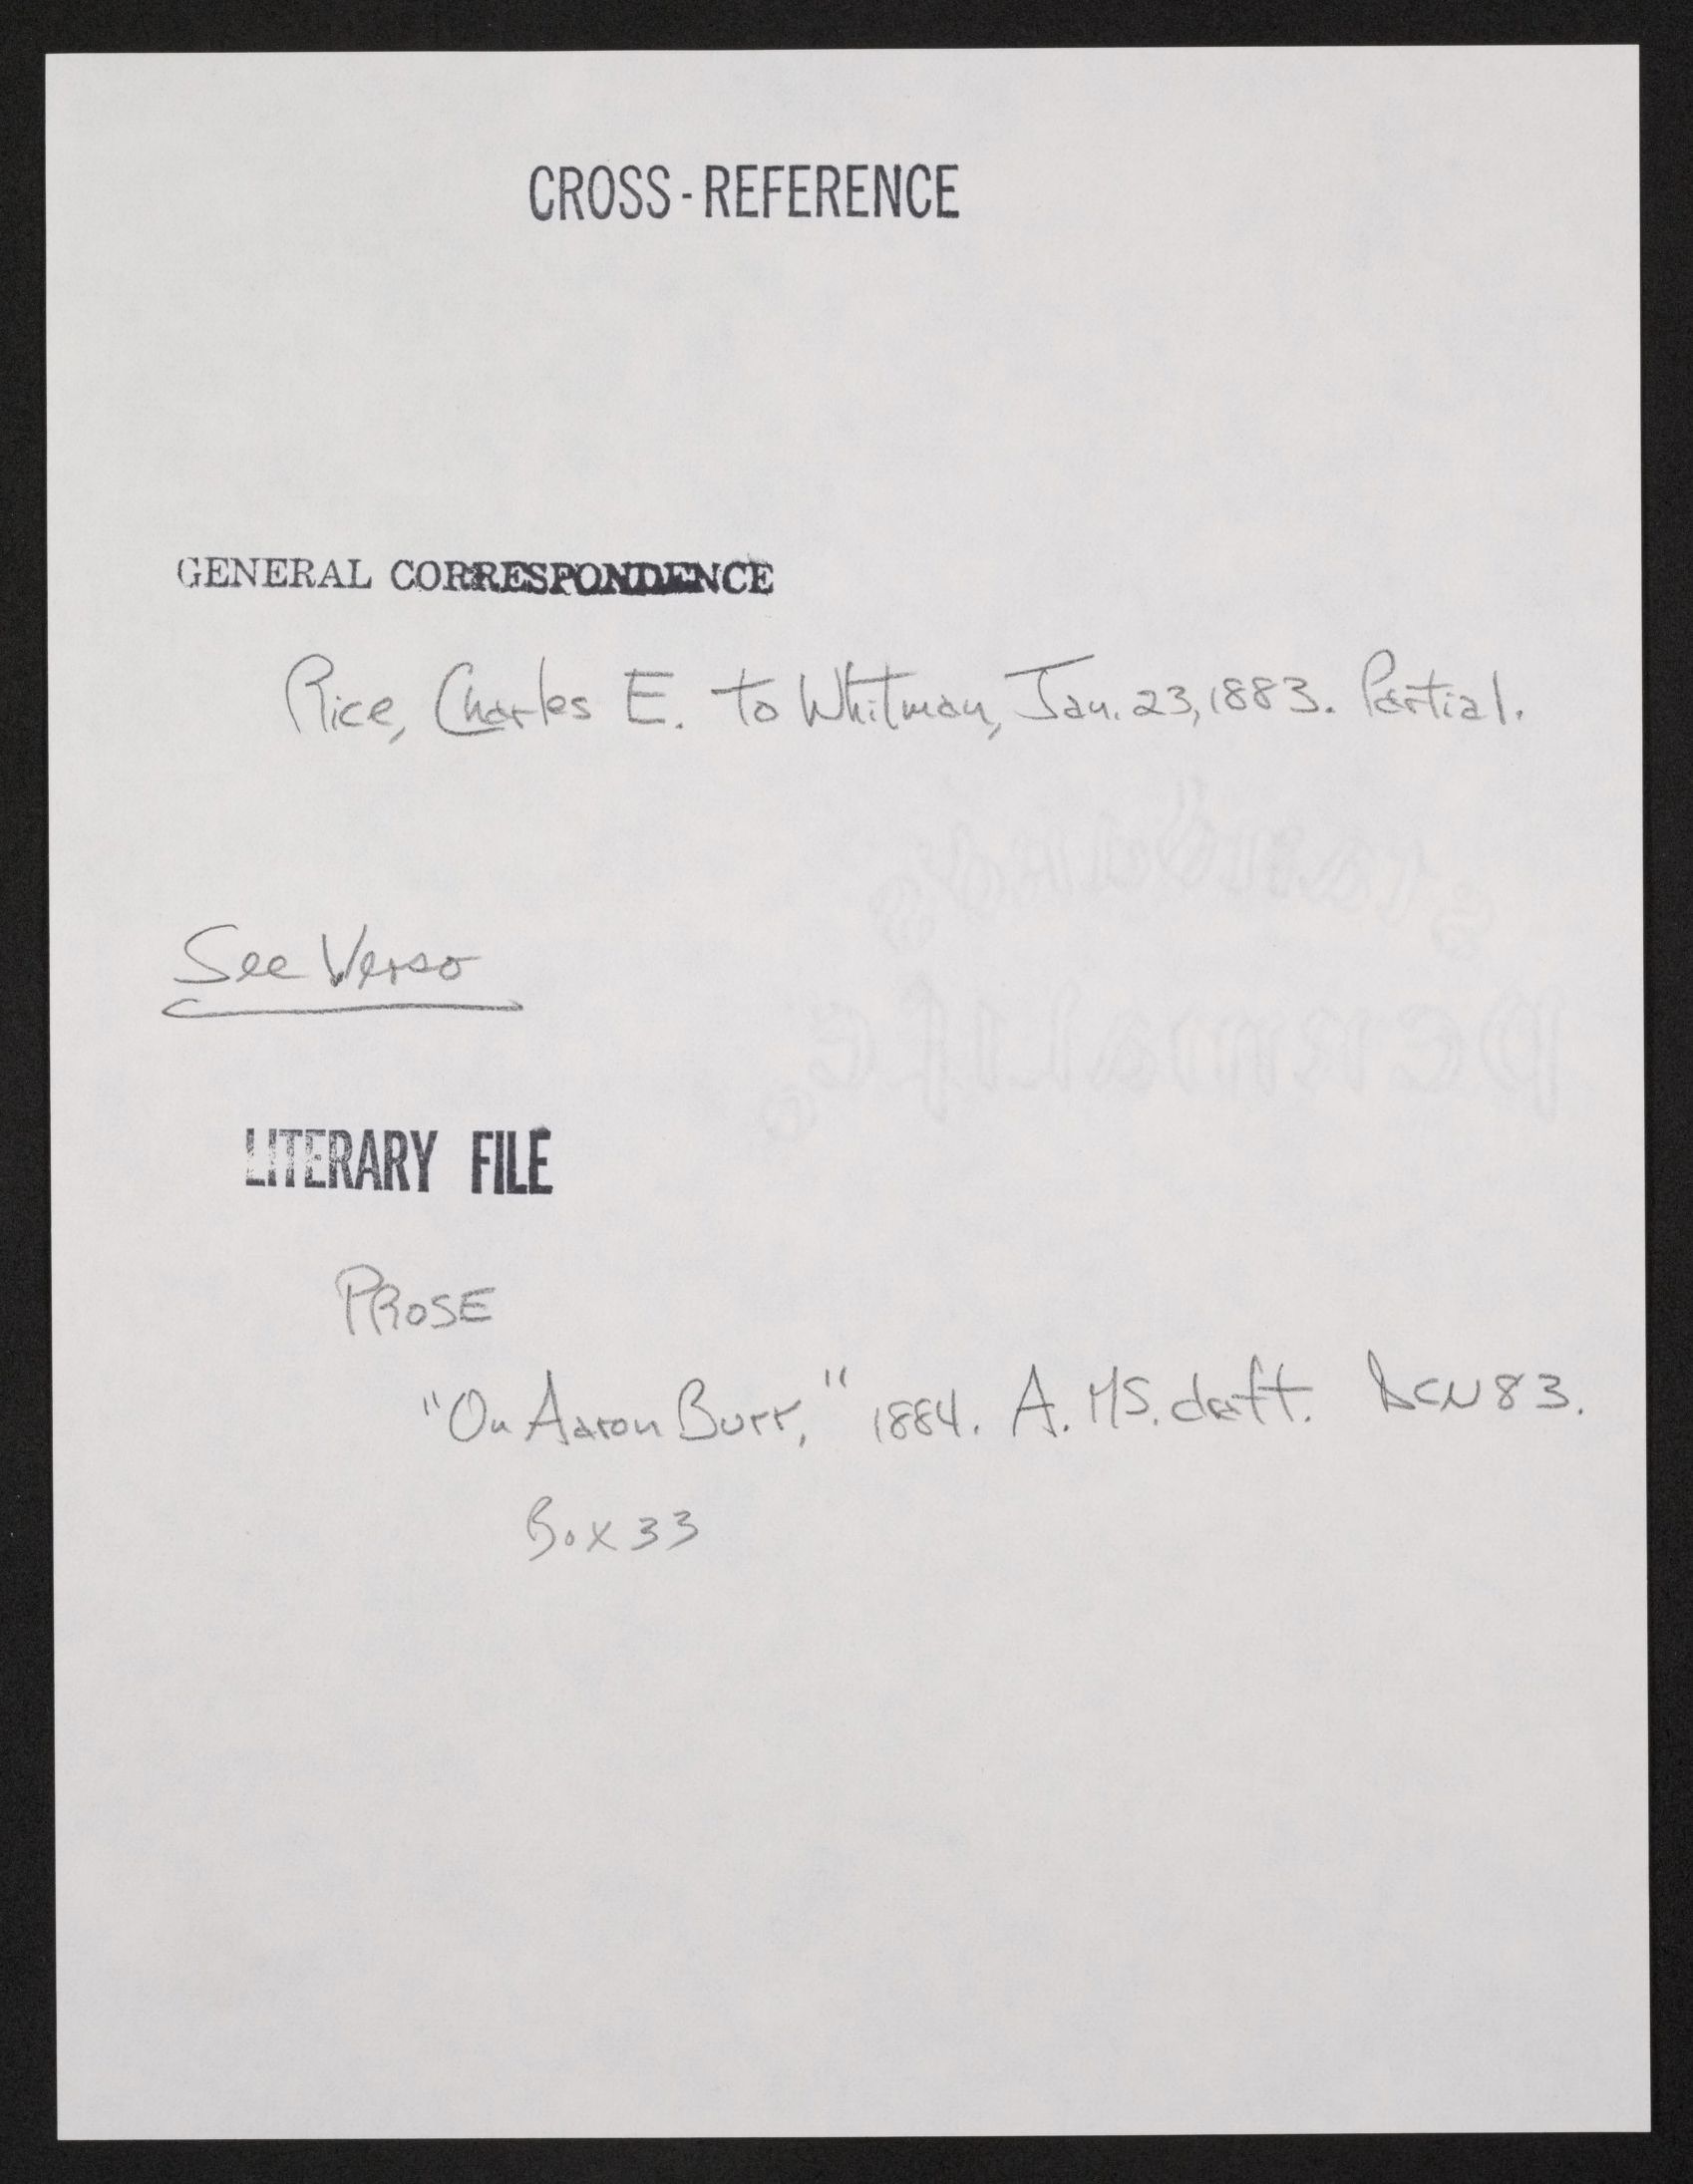 CROSS-REFERENCE
GENERAL CORRESPONDENCE
Rice, Charles E. to Whitman, Jan. 23, 1883. Partial.
See Verso
LITERARY FILE
PROSE
"On Aaron Burr," 1884. A. MS. draft. DCN 83.
Box 33